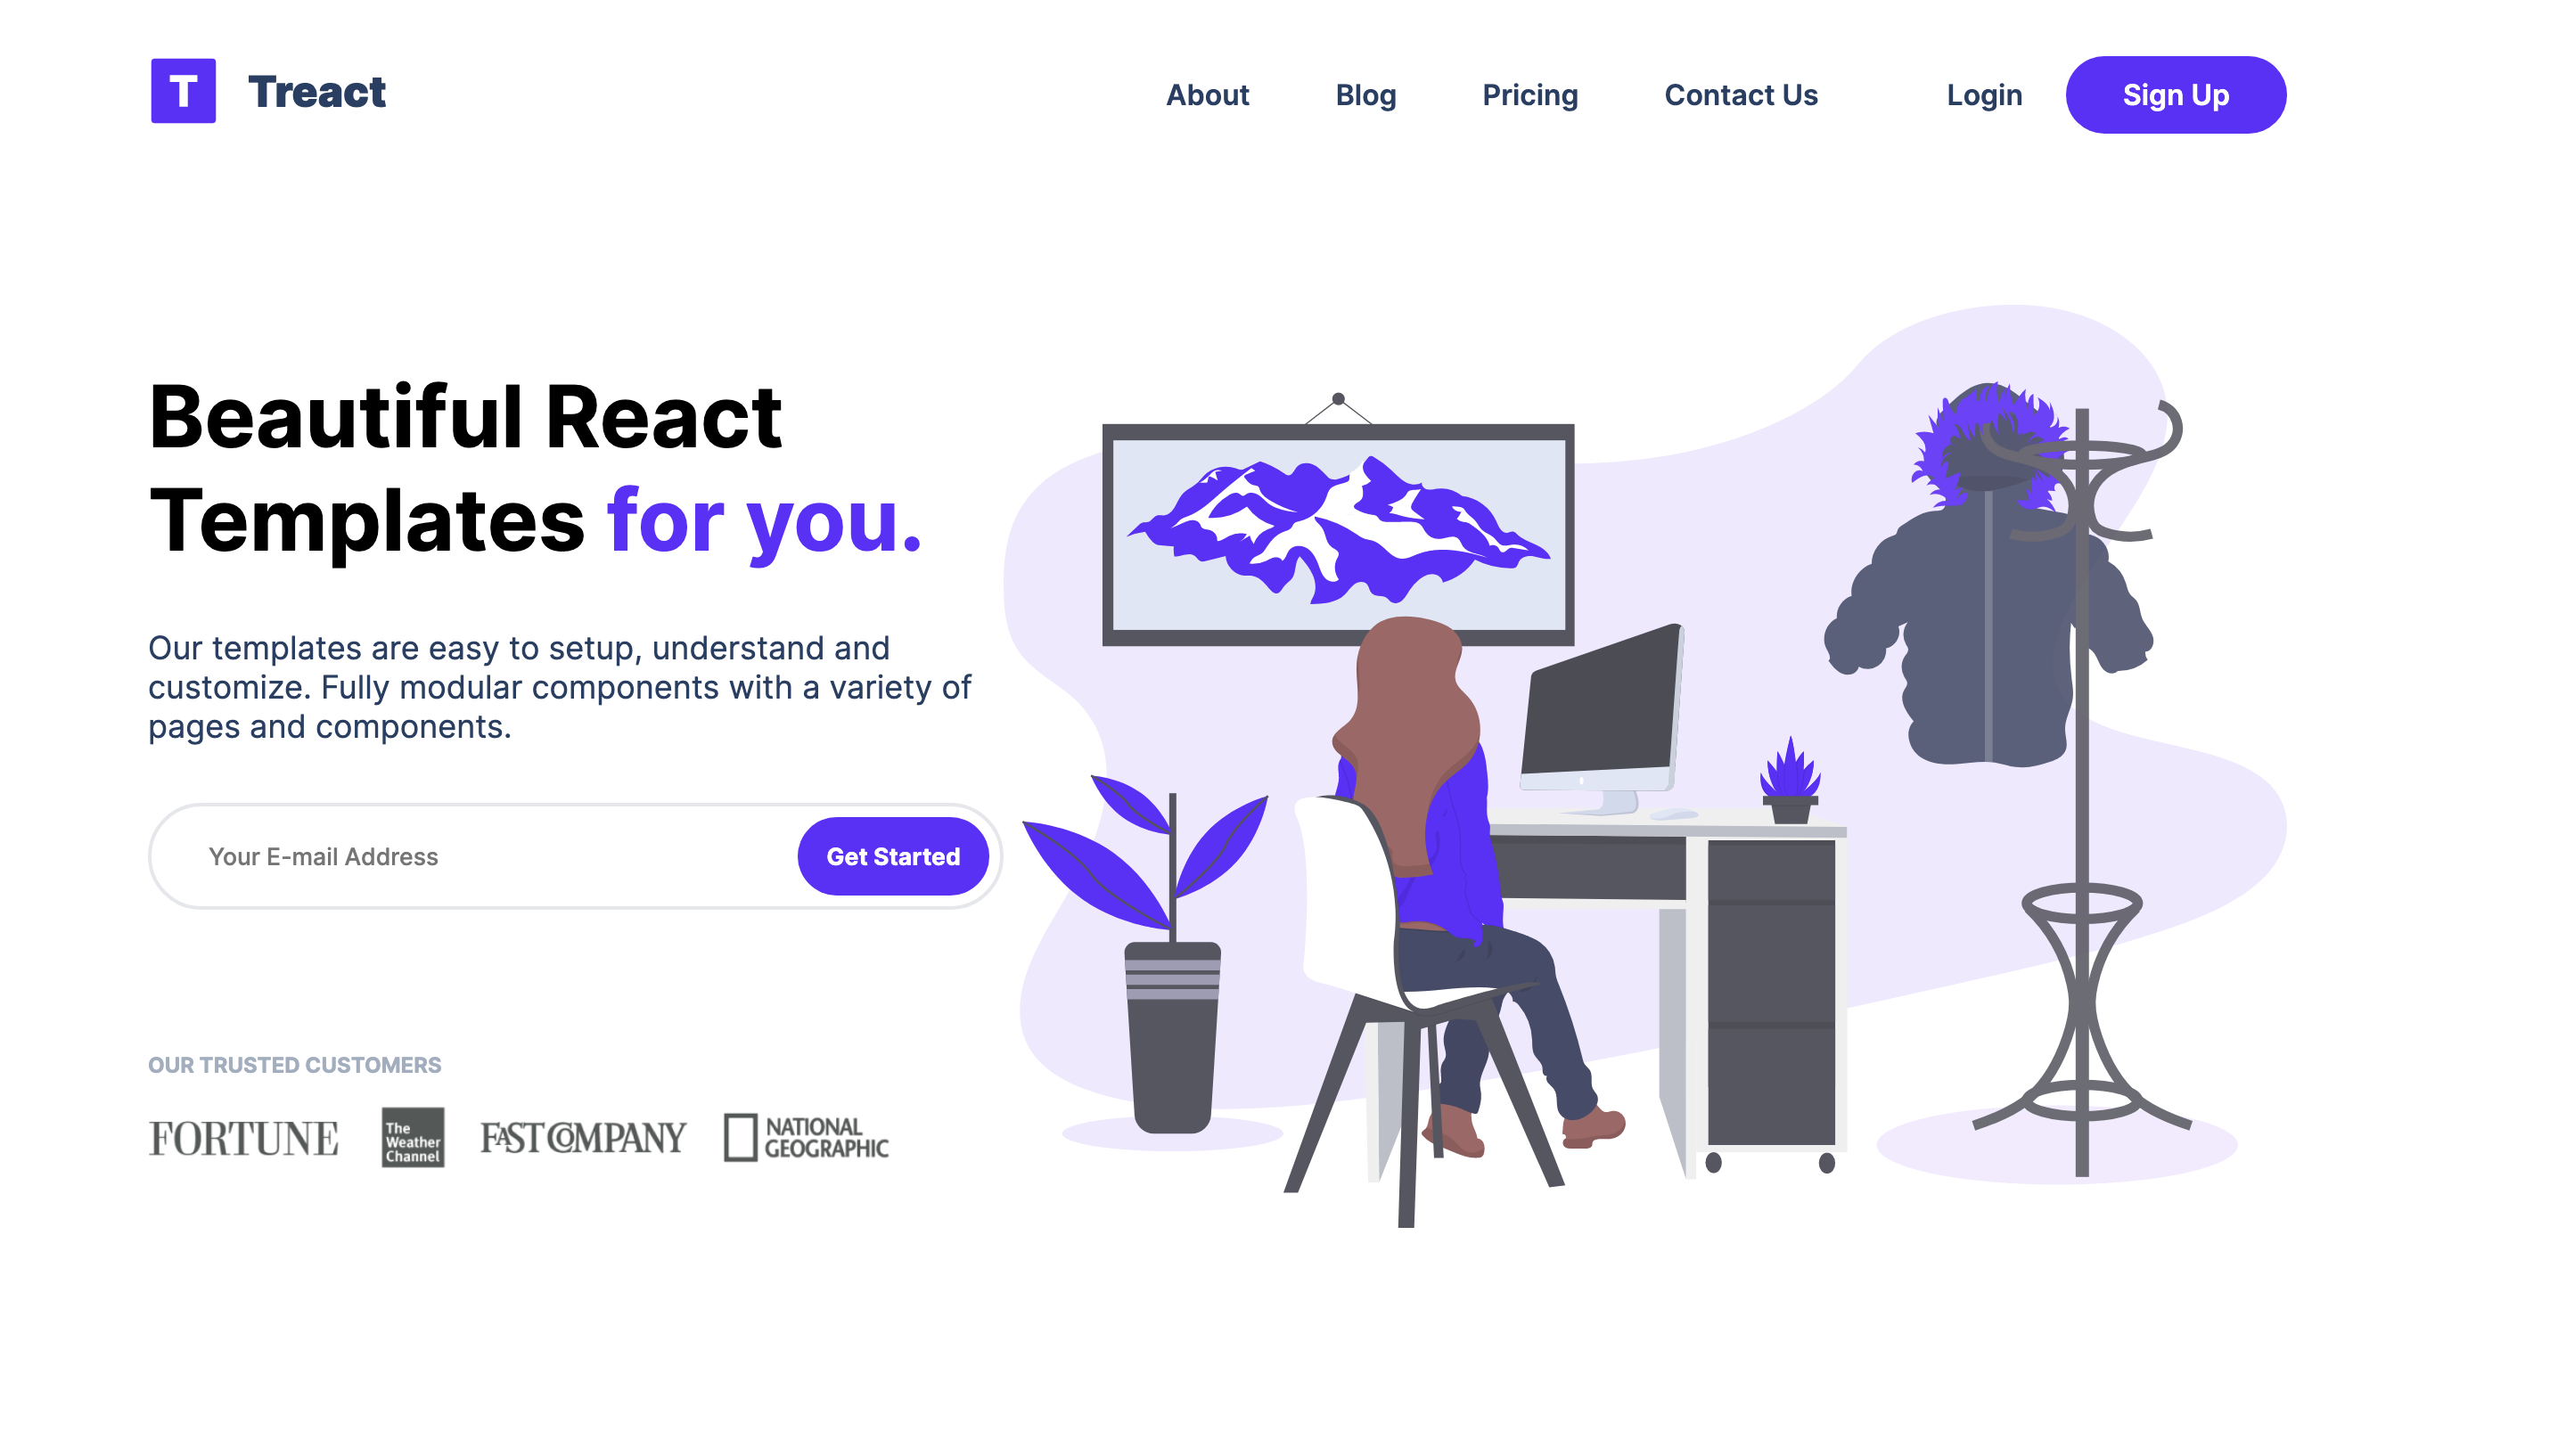 T
Treact
About
Blog
Pricing
Contact Us
Login
Sign Up
Beautiful React
Templates for you.
Our templates are easy to setup, understand and
customize. Fully modular components with a variety of
pages and components.
Your E-mail Address
Get Started
OUR TRUSTED CUSTOMERS
FORTUNE
The
Weather
Channel
FAST COMPANY
NATIONAL
GEOGRAPHIC